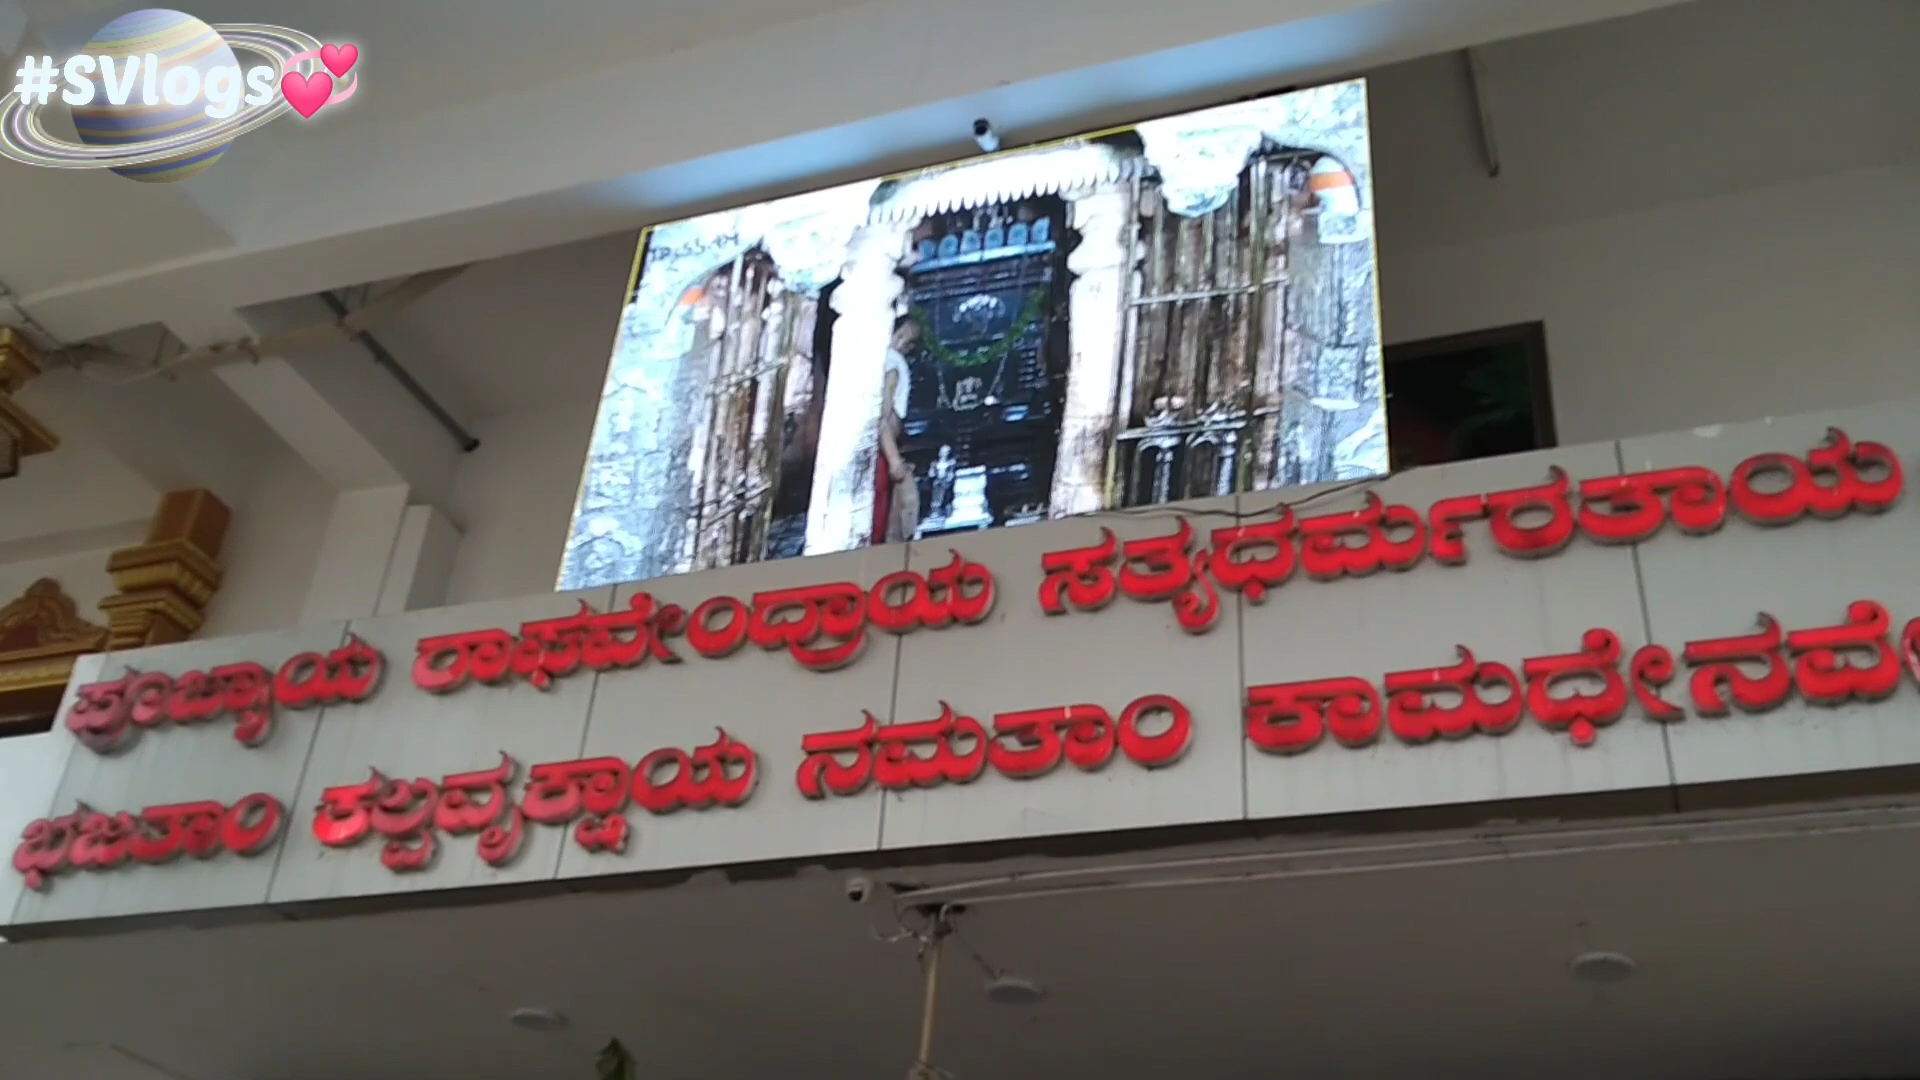 #SVlogs
ಪೂಜ್ಯಾಯ ರಾಘವೇಂದ್ರಾಯ ಸತ್ಯಧರ್ಮರತಾಯ
ಭಜತಾಂ ಕಲ್ಪವೃಕ್ಷಾಯ ನಮತಾಂ ಕಾಮಧೇನವೇ